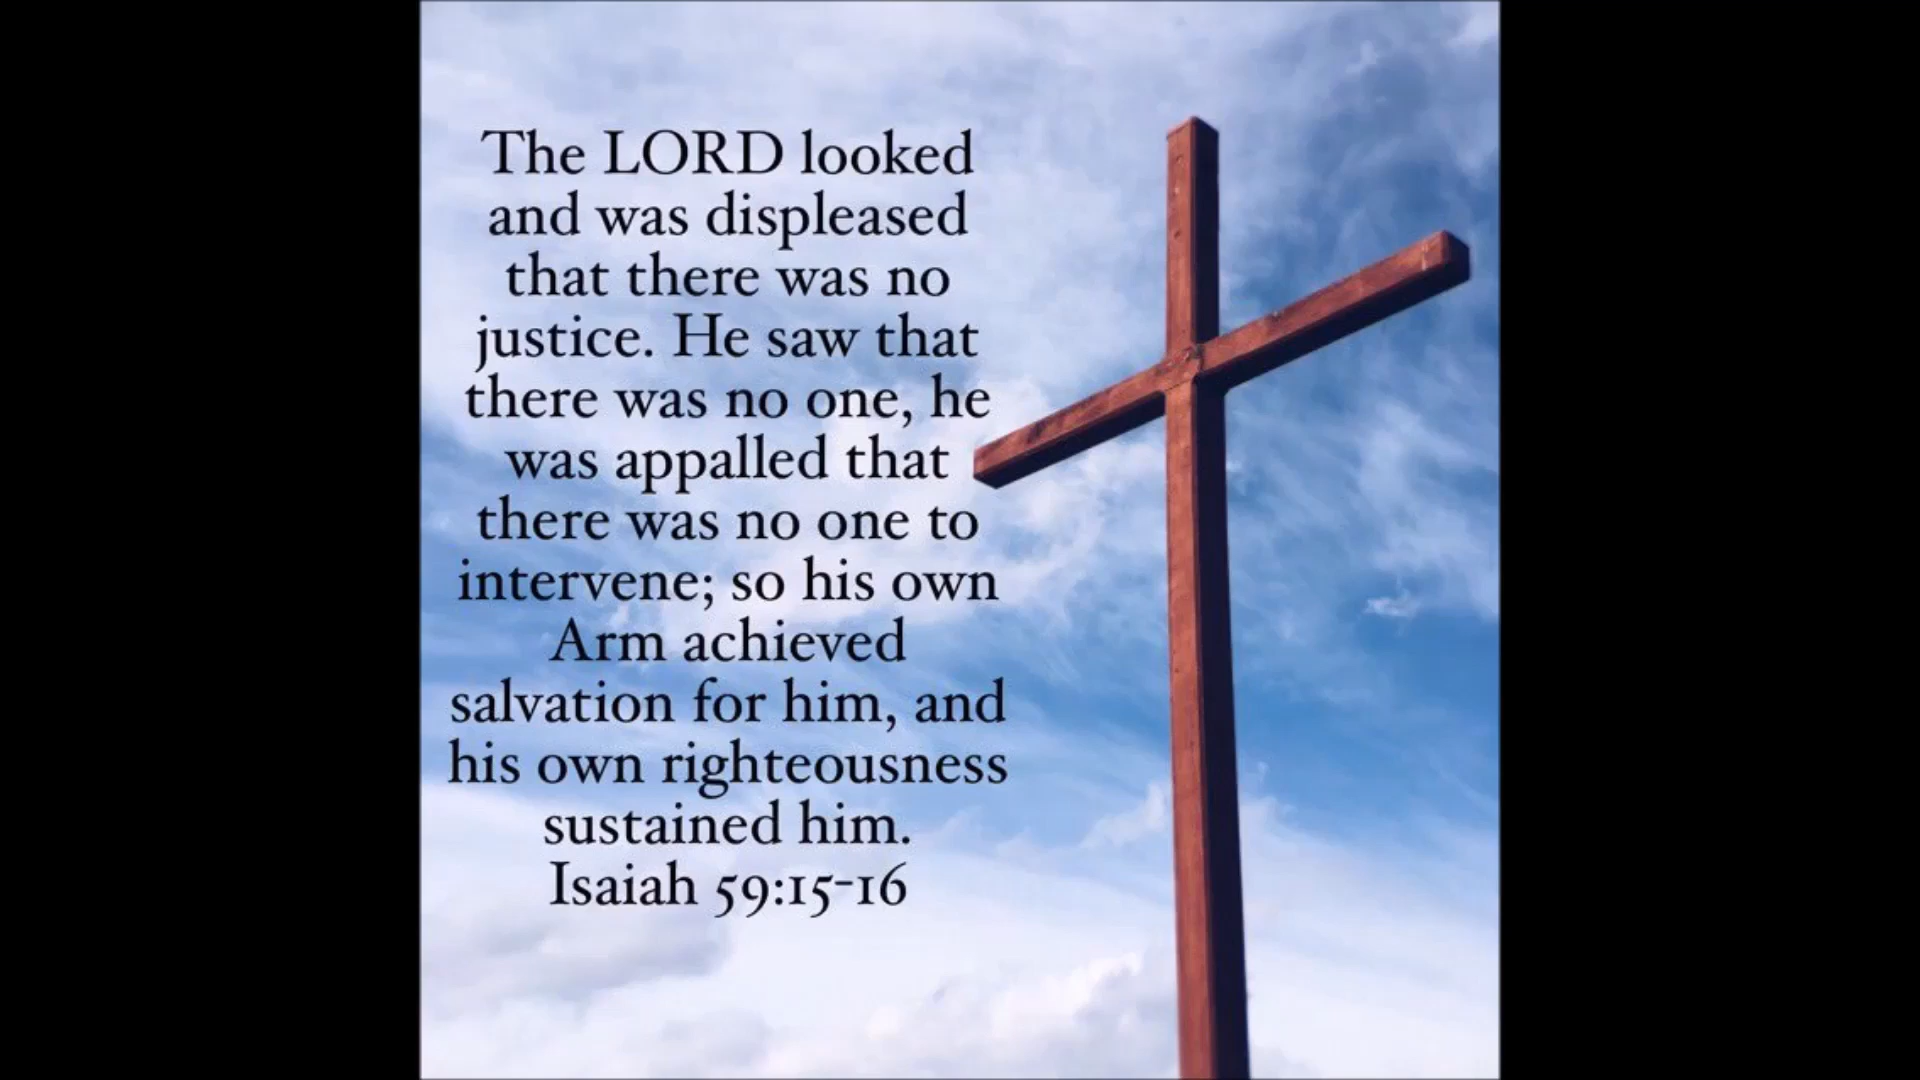 The LORD looked
and was displeased
that there was no
justice. He saw that
there was no one, he
was appalled that
there was no one to
intervene; so his own
Arm achieved
salvation for him, and
his own righteousness
sustained him.
Isaiah 59:15-16